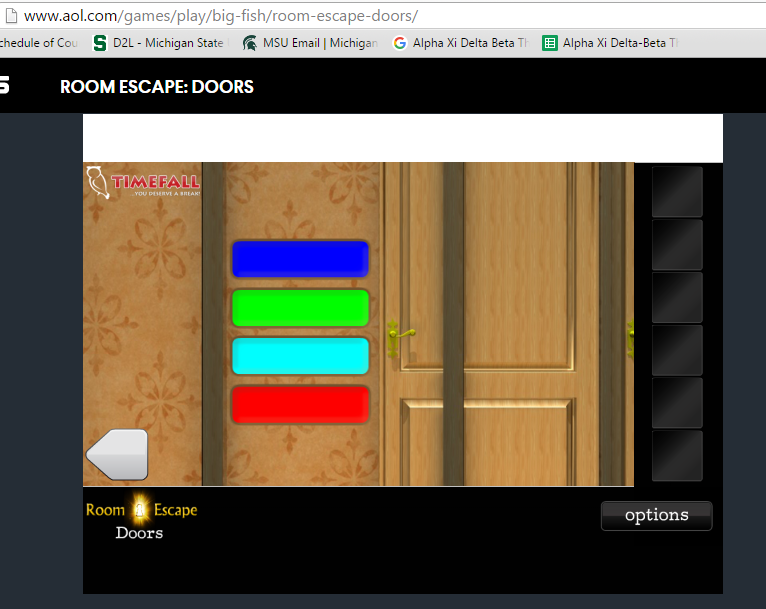 www.aol.com/games/play/big-fish/room-escape-doors/
chedule of Cou D2L - Michigan State MSU Email | Michigan Alpha Xi Delta Beta Th Alpha Xi Delta-Beta T
S ROOM ESCAPE: DOORS
TIMEFALL
...YOU DESERVE A BREAK!
Room Escape
Doors
options